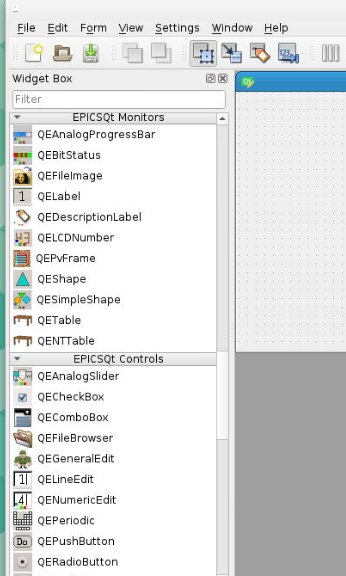 File Edit Form View Settings Window Help
Widget Box
Filter
EPICSQt Monitors
QEAnalogProgressBar
QEBitStatus
QEFileImage
QELabel
QEDescriptionLabel
QELCDNumber
QEPvFrame
QEShape
QESimpleShape
QETable
QENTTable
EPICSQt Controls
QEAnalogSlider
QECheckBox
QEComboBox
QEFileBrowser
QEGeneralEdit
QELineEdit
QENumericEdit
QEPeriodic
Do QEPushButton
QERadioButton